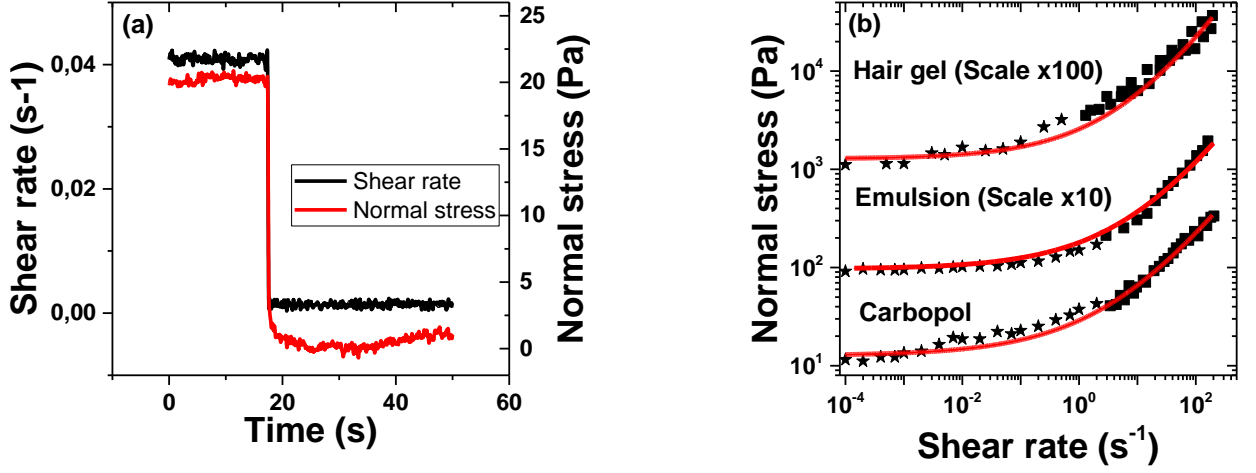 (a)
Shear rate (s-1)
0,04
0,02
0,00
Normal stress (Pa)
25
20
15
10
5
0
Shear rate
Normal stress
0
20
40
60
Time (s)
(b)
Normal stress (Pa)
10⁴
10³
10²
10¹
Hair gel (Scale x100)
Emulsion (Scale x10)
Carbopol
10⁻⁴
10⁻²
10⁰
10²
Shear rate (s⁻¹)